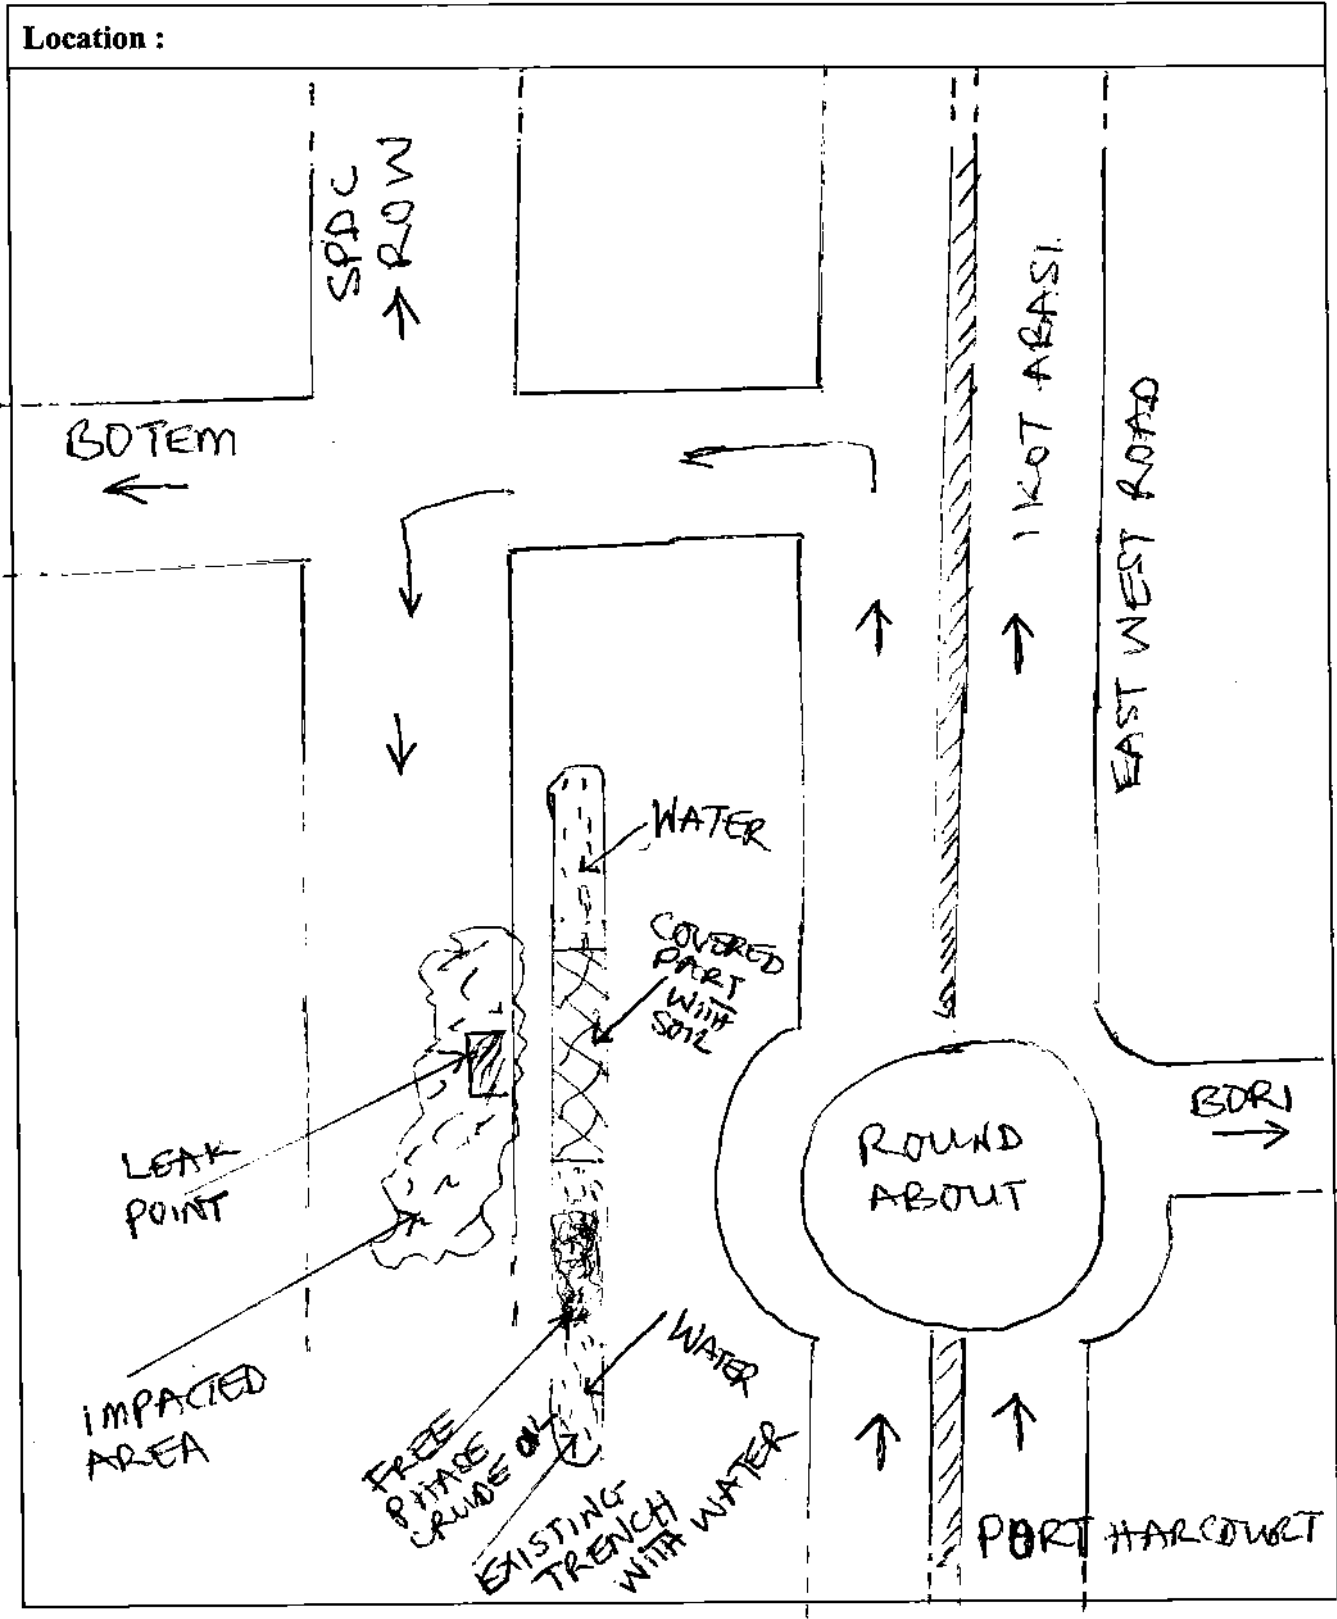 Location :
SPDC
ROW
BOTEM
IKOT ABASI.
EAST WEST ROAD
WATER
COVERED
PART
WITH
SOIL
ROUND
ABOUT
BORI
LEAK
POINT
IMPACTED
AREA
FREE
PHASE
CRUDE OIL
WATER
EXISTING
TRENCH
WITH WATER
PORT HARCOURT